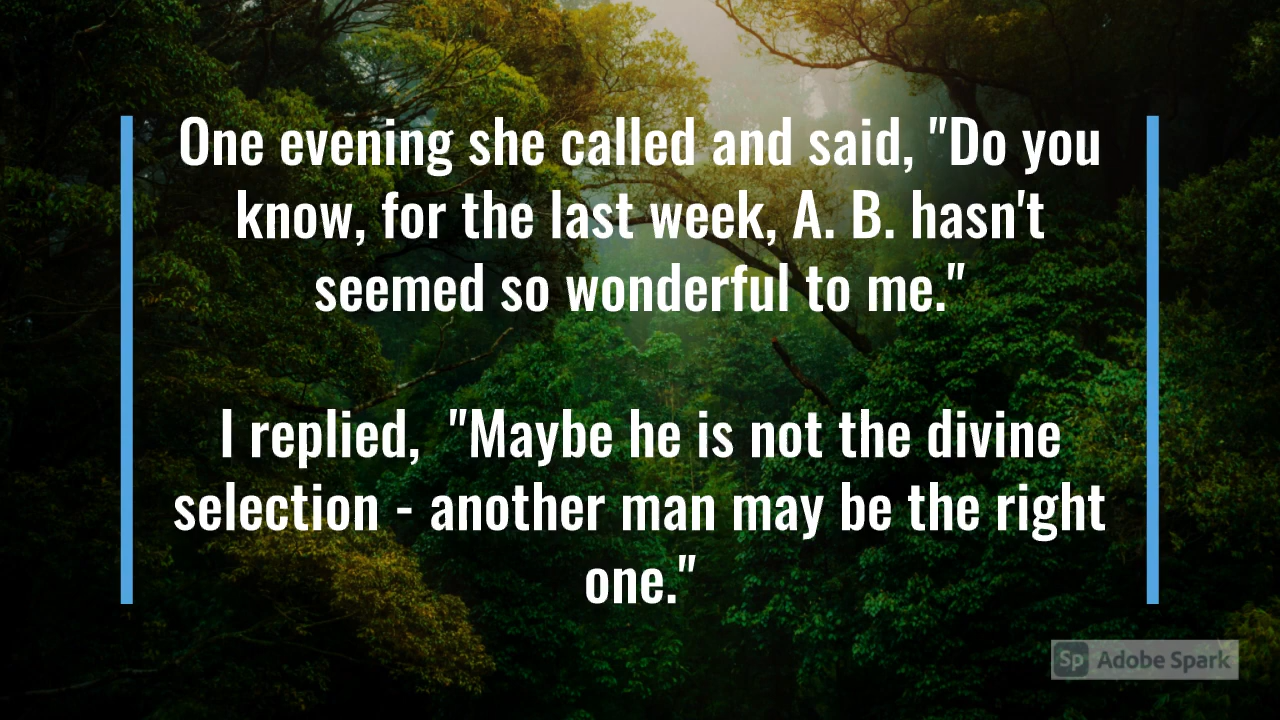 One evening she called and said, "Do you
know, for the last week, A. B. hasn't
seemed so wonderful to me."
I replied,  "Maybe he is not the divine
selection - another man may be the right
one."
Sp Adobe Spark